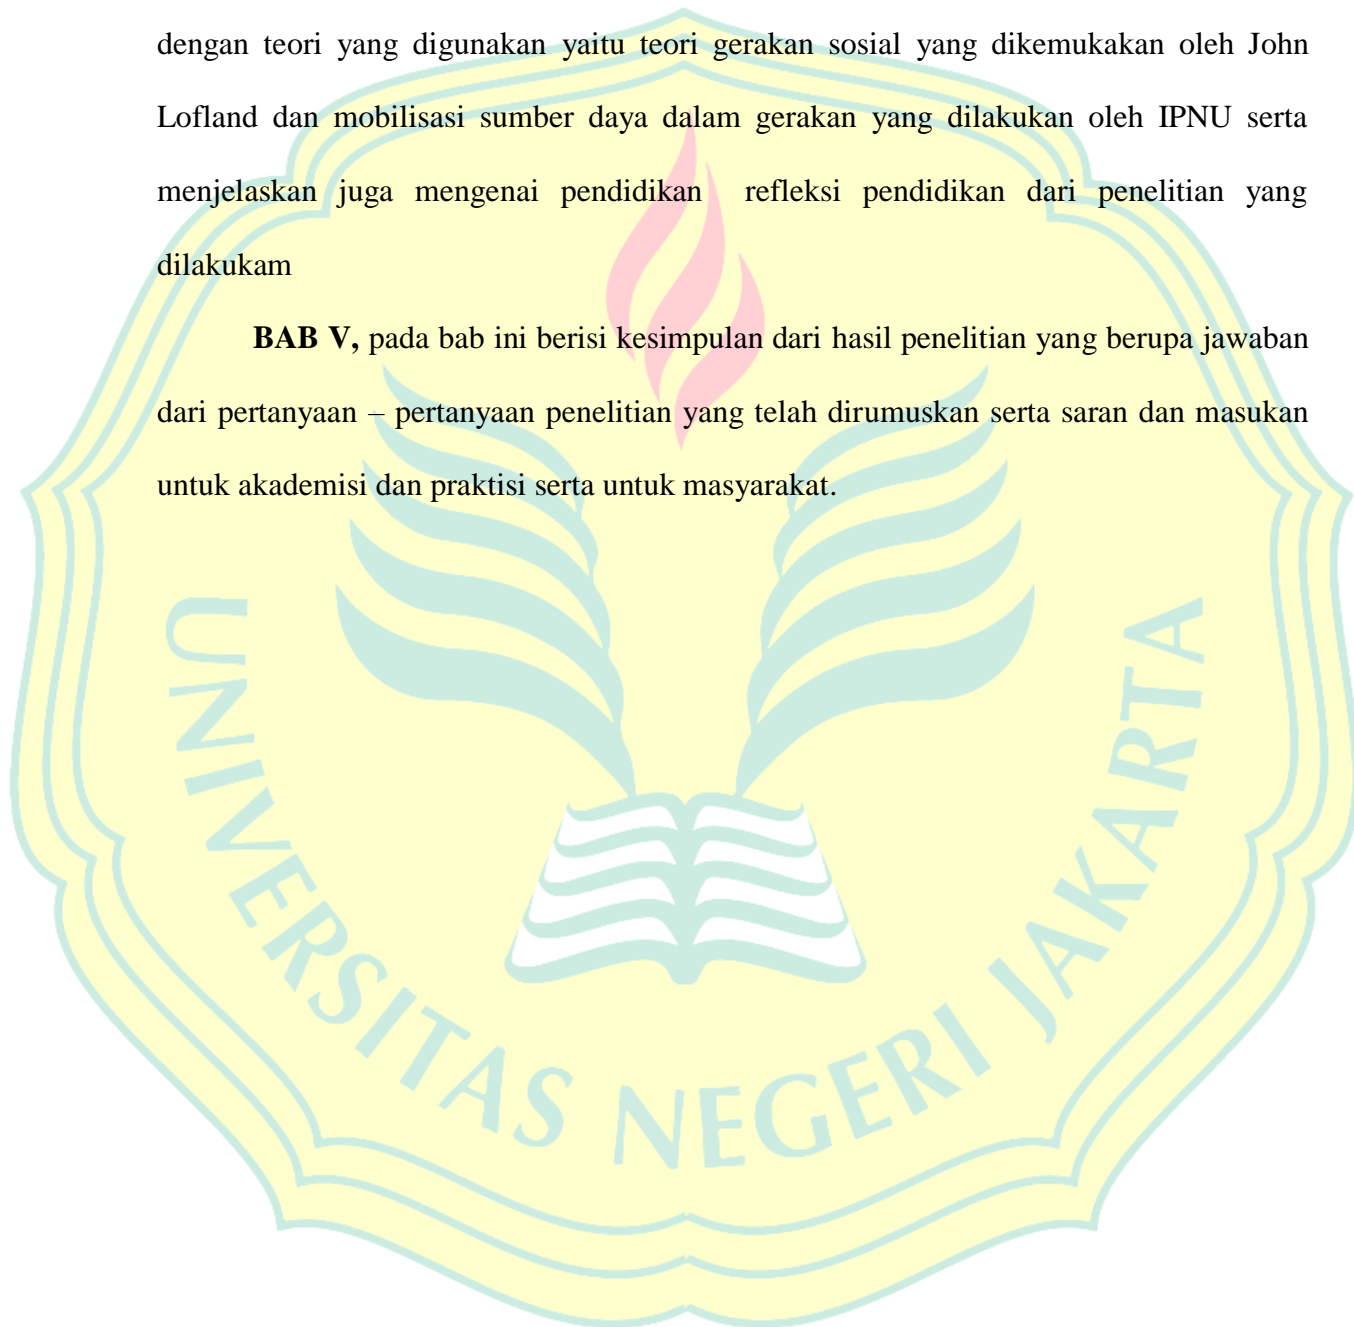 dengan teori yang digunakan yaitu teori gerakan sosial yang dikemukakan oleh John
Lofland dan mobilisasi sumber daya dalam gerakan yang dilakukan oleh IPNU serta
menjelaskan juga mengenai pendidikan refleksi pendidikan dari penelitian yang
dilakukam
BAB V, pada bab ini berisi kesimpulan dari hasil penelitian yang berupa jawaban
dari pertanyaan – pertanyaan penelitian yang telah dirumuskan serta saran dan masukan
untuk akademisi dan praktisi serta untuk masyarakat.
UNIVERSITAS NEGERI JAKARTA